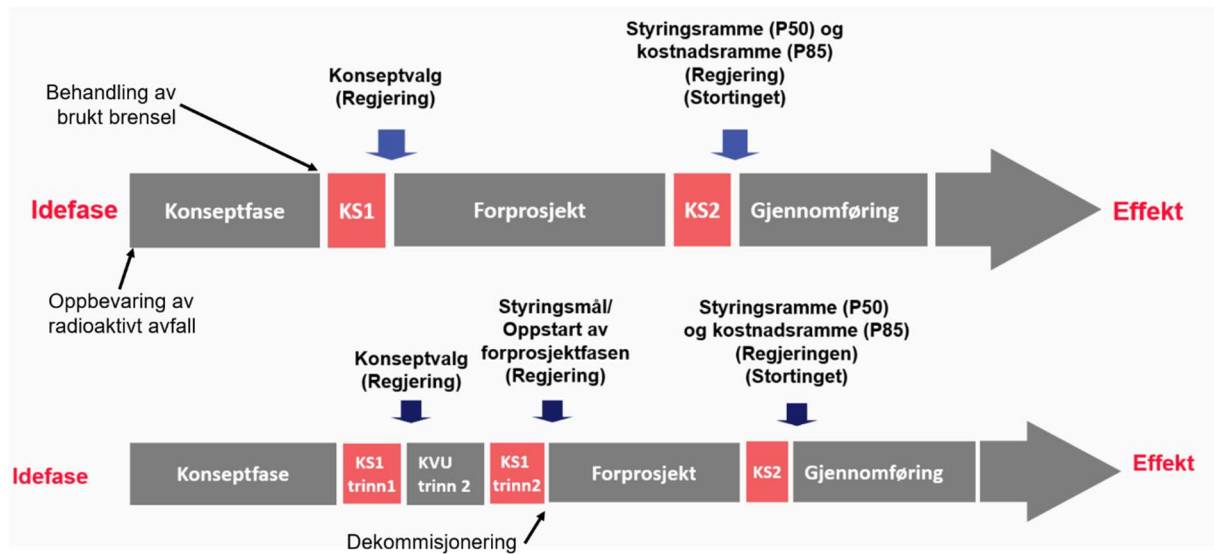 Styringsramme (P50) og
kostnadsramme (P85)
(Regjering)
(Stortinget)
Konseptvalg
(Regjering)
Behandling av
brukt brensel
Idefase
Konseptfase
KS1
Forprosjekt
KS2
Gjennomføring
Effekt
Oppbevaring av
radioaktivt avfall
Styringsmål/
Oppstart av
forprosjektfasen
(Regjering)
Styringsramme (P50)
og kostnadsramme (P85)
(Regjeringen)
(Stortinget)
Konseptvalg
(Regjering)
Idefase
Konseptfase
KS1
trinn1
KVU
trinn 2
KS1
trinn2
Forprosjekt
KS2
Gjennomføring
Effekt
Dekommisjonering